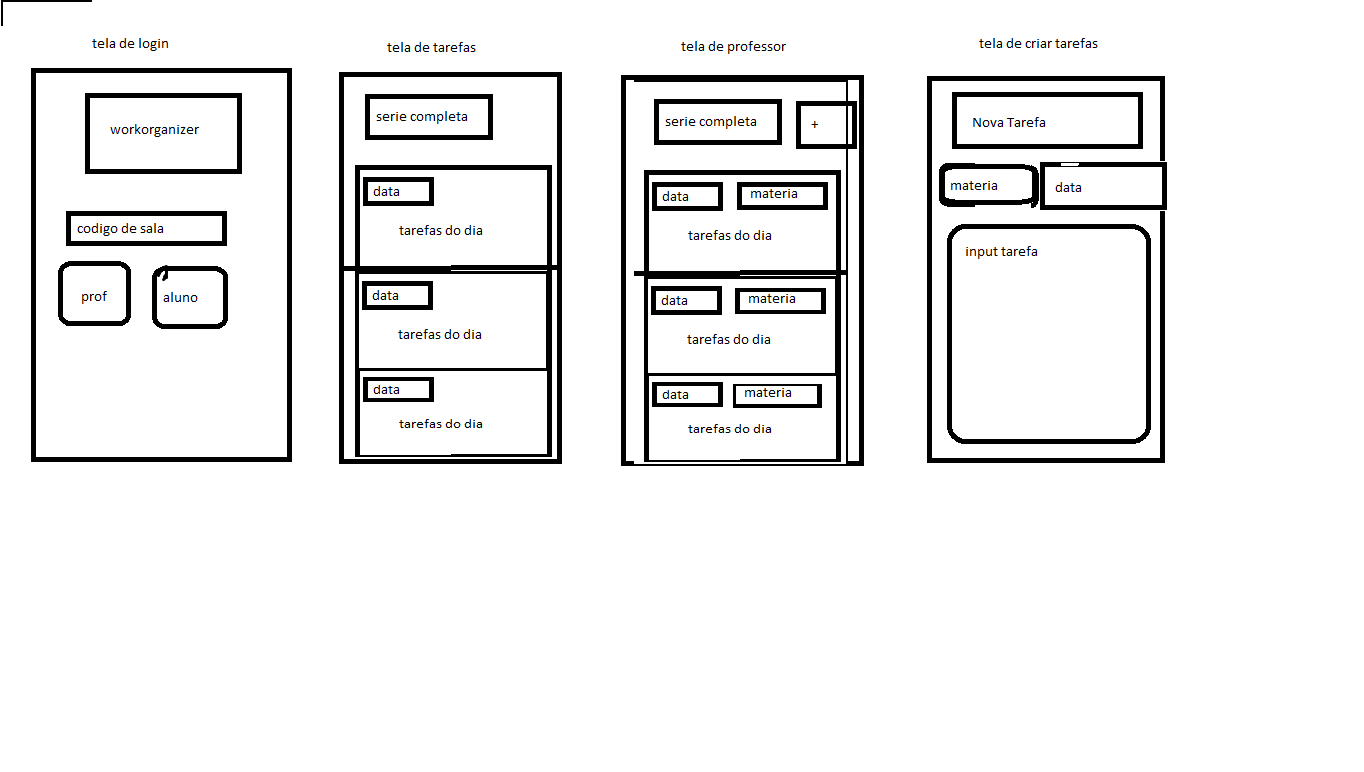 tela de login
workorganizer
codigo de sala
prof
aluno
tela de tarefas
serie completa
data
tarefas do dia
data
tarefas do dia
data
tarefas do dia
tela de professor
serie completa
+
data
materia
tarefas do dia
data
materia
tarefas do dia
data
materia
tarefas do dia
tela de criar tarefas
Nova Tarefa
materia
data
input tarefa